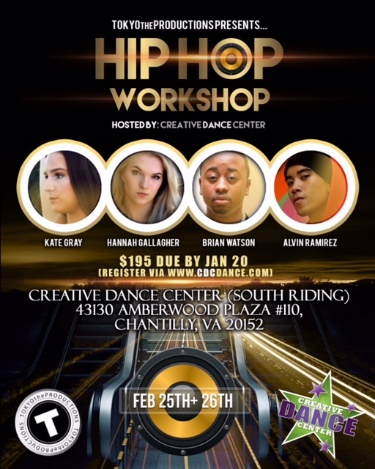 TOKYOthePRODUCTIONS PRESENTS...
HIP HOP
WORKSHOP
HOSTED BY: CREATIVE DANCE CENTER
KATE GRAY
HANNAH GALLAGHER
BRIAN WATSON
ALVIN RAMIREZ
$195 DUE BY JAN 20
(REGISTER VIA WWW.CDCDANCE.COM)
CREATIVE DANCE CENTER (SOUTH RIDING)
43130 AMBERWOOD PLAZA #110,
CHANTILLY, VA 20152
FEB 25TH+ 26TH
TOKYOthePRODUCTIONS
T
TOKYOthePRODUCTIONS
CREATIVE
DANCE
CENTER